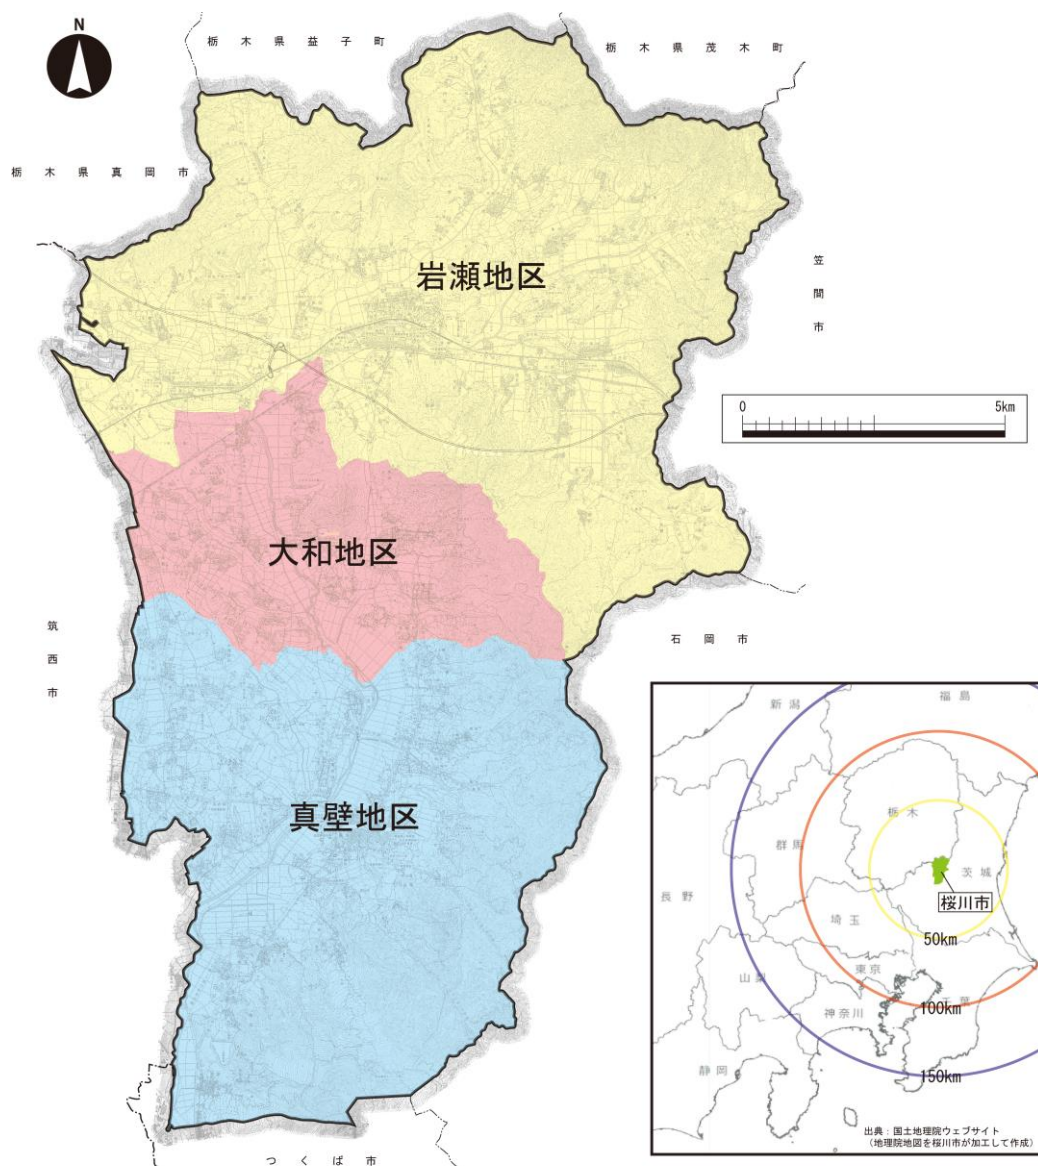 N
栃木県益子町
栃木県茂木町
栃木県真岡市
岩瀬地区
笠間市
0 5km
大和地区
筑西市
石岡市
真壁地区
つくば市
新潟
福島
栃木
群馬
茨城
長野
桜川市
埼玉
50km
東京
山梨
千葉
100km
神奈川
静岡
150km
出典：国土地理院ウェブサイト
（地理院地図を桜川市が加工して作成）